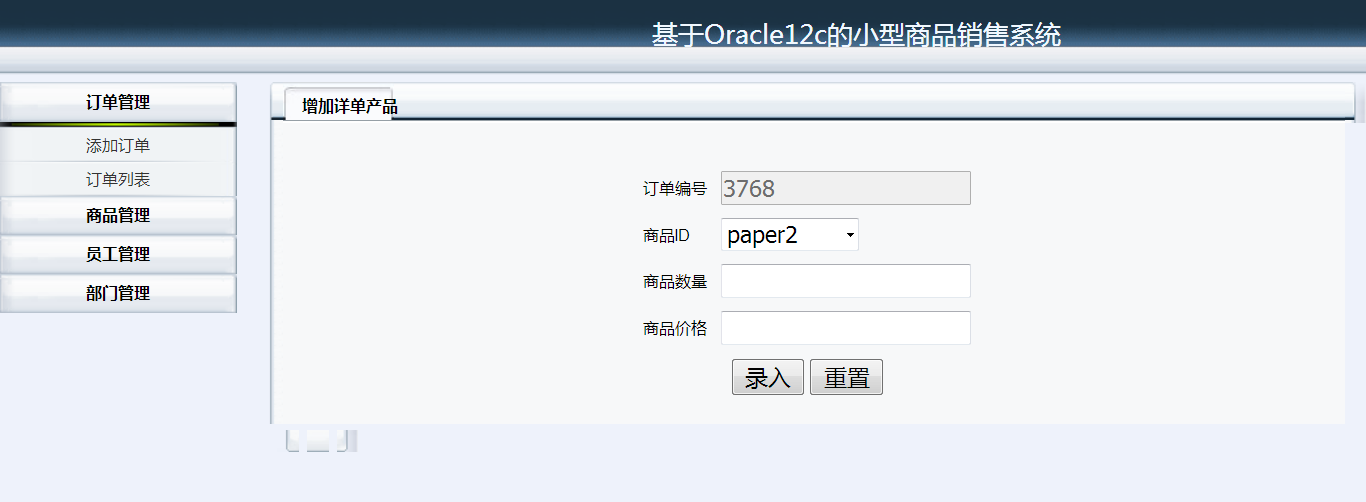 基于Oracle12c的小型商品销售系统
订单管理
添加订单
订单列表
商品管理
员工管理
部门管理
增加详单产品
订单编号 3768
商品ID paper2
商品数量
商品价格
录入 重置